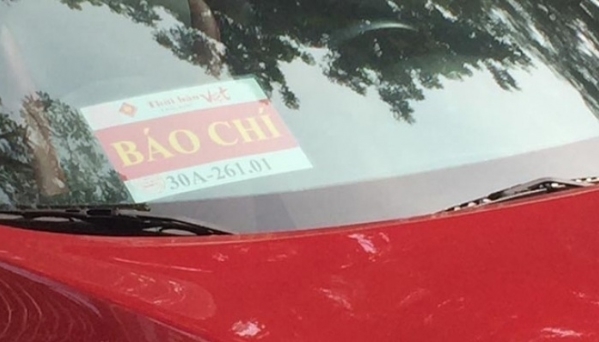 Thời báo Việt
BÁO CHÍ
30A-261.01